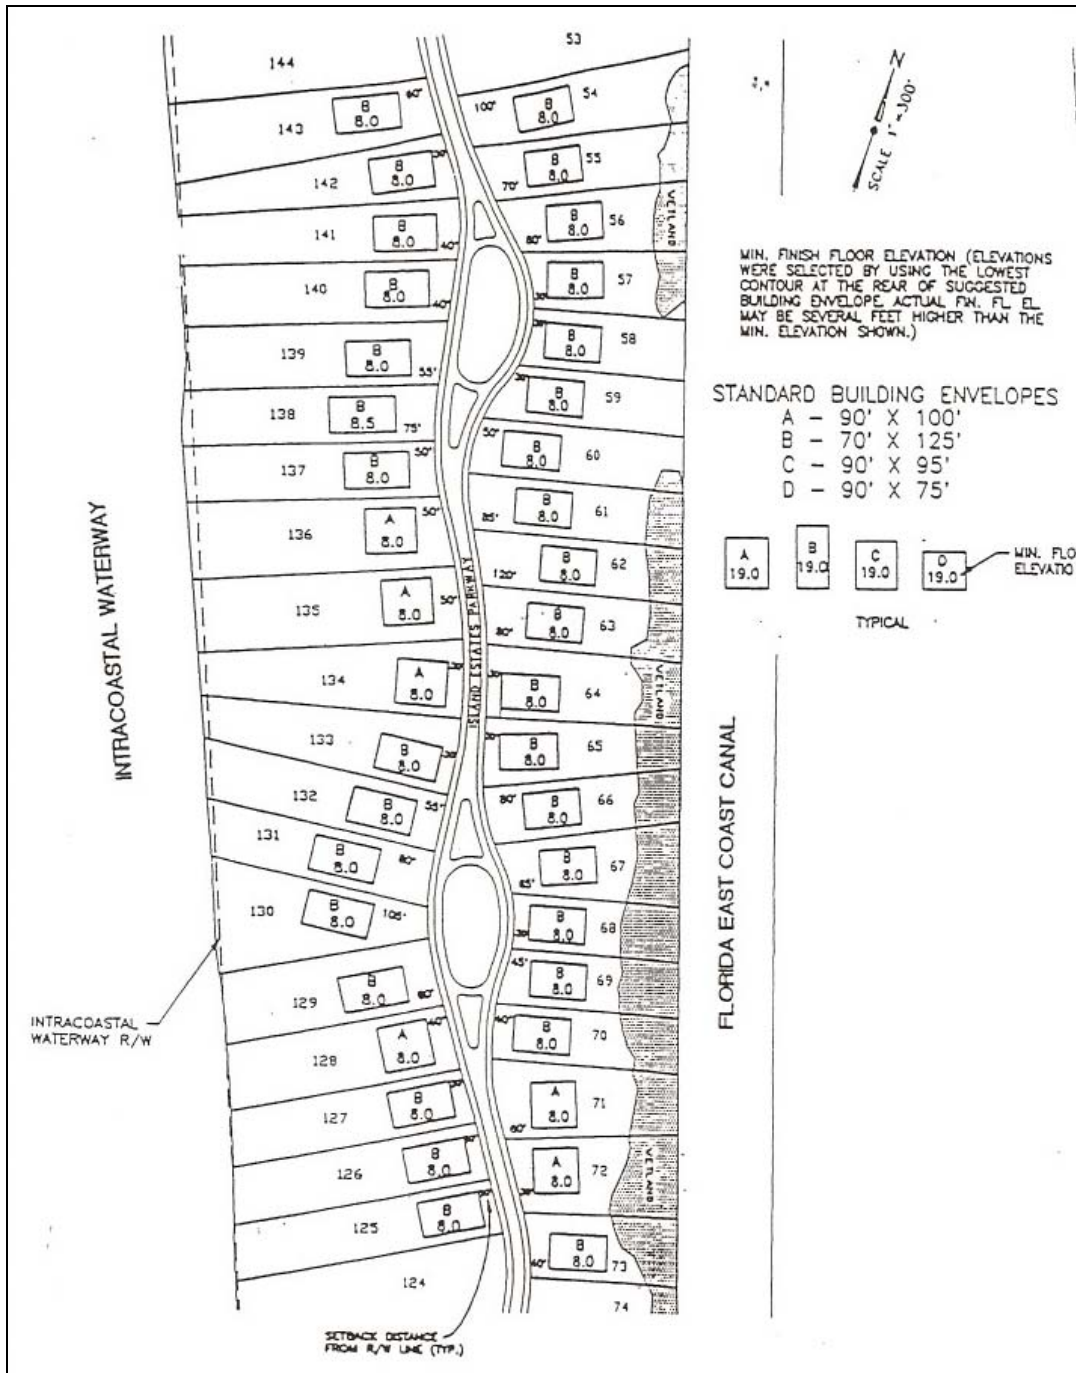 53
144
60'
54
B
8.0
100'
B
8.0
143
30'
55
142
B
8.0
B
8.0
70'
56
141
B
8.0
B
8.0
40'
80'
WETLAND
57
140
B
8.0
B
8.0
40'
30'
58
139
B
8.0
B
8.0
55'
30'
59
138
B
8.5
B
8.0
75'
50'
60
137
B
8.0
B
8.0
50'
61
136
A
8.0
B
8.0
50'
85'
62
B
8.0
120'
135
A
8.0
50'
63
B
8.0
80'
134
A
8.0
30'
64
B
8.0
30'
WETLAND
ISLAND ESTATES PARKWAY
133
B
8.0
30'
65
B
8.0
30'
132
B
8.0
55'
66
B
8.0
80'
131
B
8.0
80'
67
B
8.0
85'
130
B
8.0
105'
68
B
8.0
30'
129
B
8.0
60'
69
B
8.0
45'
128
A
8.0
40'
70
B
8.0
40'
127
B
8.0
30'
71
A
8.0
60'
126
B
8.0
72
A
8.0
30'
WETLAND
125
B
8.0
73
B
8.0
40'
124
74
INTRACOASTAL WATERWAY
INTRACOASTAL
WATERWAY R/W
SETBACK DISTANCE
FROM R/W LINE (TYP.)
FLORIDA EAST COAST CANAL
N
SCALE 1" = 300'
MIN. FINISH FLOOR ELEVATION (ELEVATIONS
WERE SELECTED BY USING THE LOWEST
CONTOUR AT THE REAR OF SUGGESTED
BUILDING ENVELOPE. ACTUAL FIN. FL. EL.
MAY BE SEVERAL FEET HIGHER THAN THE
MIN. ELEVATION SHOWN.)
STANDARD BUILDING ENVELOPES
A - 90' X 100'
B - 70' X 125'
C - 90' X 95'
D - 90' X 75'
A
19.0
B
19.0
C
19.0
D
19.0
MIN. FLO
ELEVATIO
TYPICAL